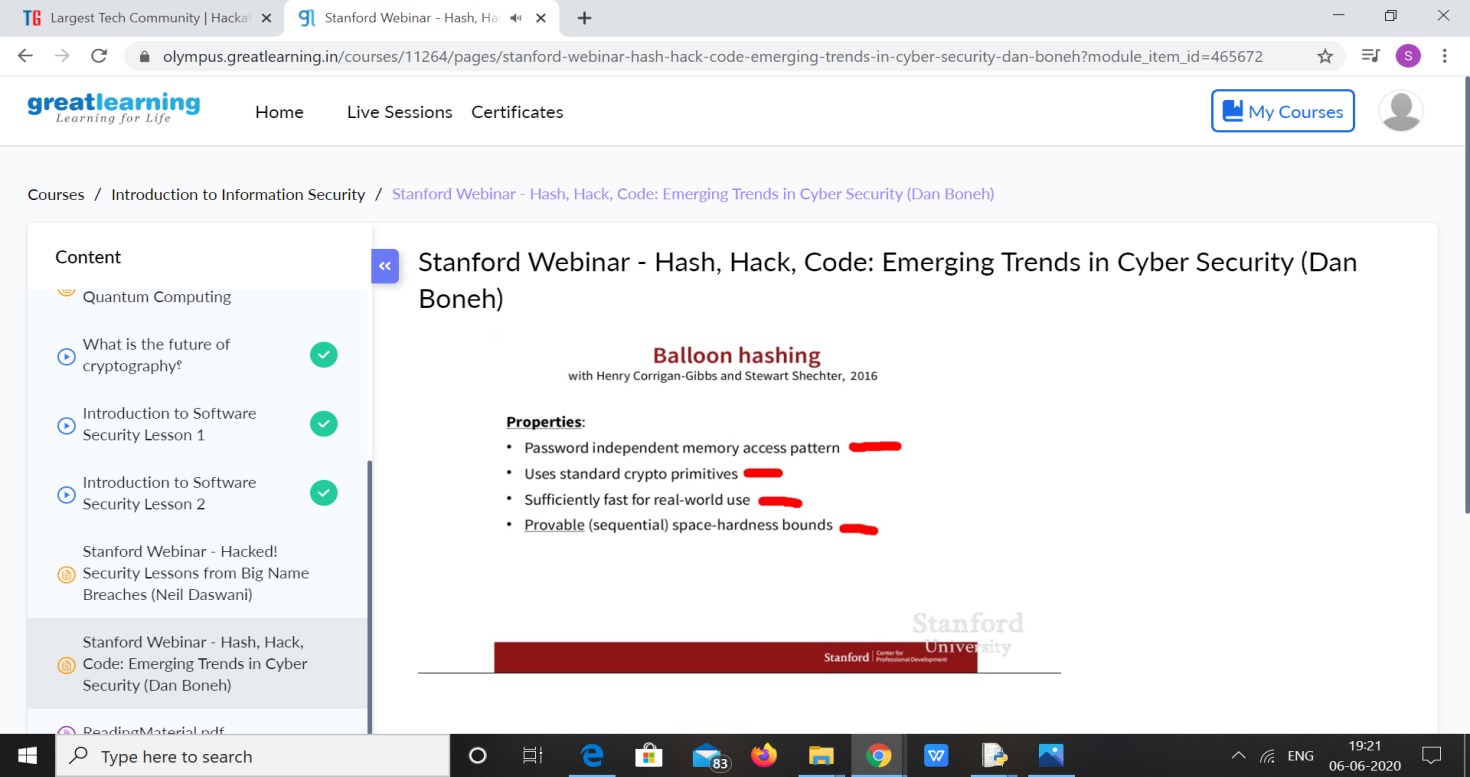 TG Largest Tech Community | Hacka
gl Stanford Webinar - Hash, Ha
olympus.greatlearning.in/courses/11264/pages/stanford-webinar-hash-hack-code-emerging-trends-in-cyber-security-dan-boneh?module_item_id=465672
S
greatlearning
Learning for Life
Home
Live Sessions
Certificates
My Courses
Courses / Introduction to Information Security / Stanford Webinar - Hash, Hack, Code: Emerging Trends in Cyber Security (Dan Boneh)
Content
Quantum Computing
What is the future of
cryptography؟
Introduction to Software
Security Lesson 1
Introduction to Software
Security Lesson 2
Stanford Webinar - Hacked!
Security Lessons from Big Name
Breaches (Neil Daswani)
Stanford Webinar - Hash, Hack,
Code: Emerging Trends in Cyber
Security (Dan Boneh)
ReadingMaterial.pdf
«
Stanford Webinar - Hash, Hack, Code: Emerging Trends in Cyber Security (Dan
Boneh)
Balloon hashing
with Henry Corrigan-Gibbs and Stewart Shechter, 2016
Properties:
• Password independent memory access pattern
• Uses standard crypto primitives
• Sufficiently fast for real-world use
• Provable (sequential) space-hardness bounds
Stanford
University
Stanford
Center for
Professional Development
Type here to search
83
W
ENG
19:21
06-06-2020